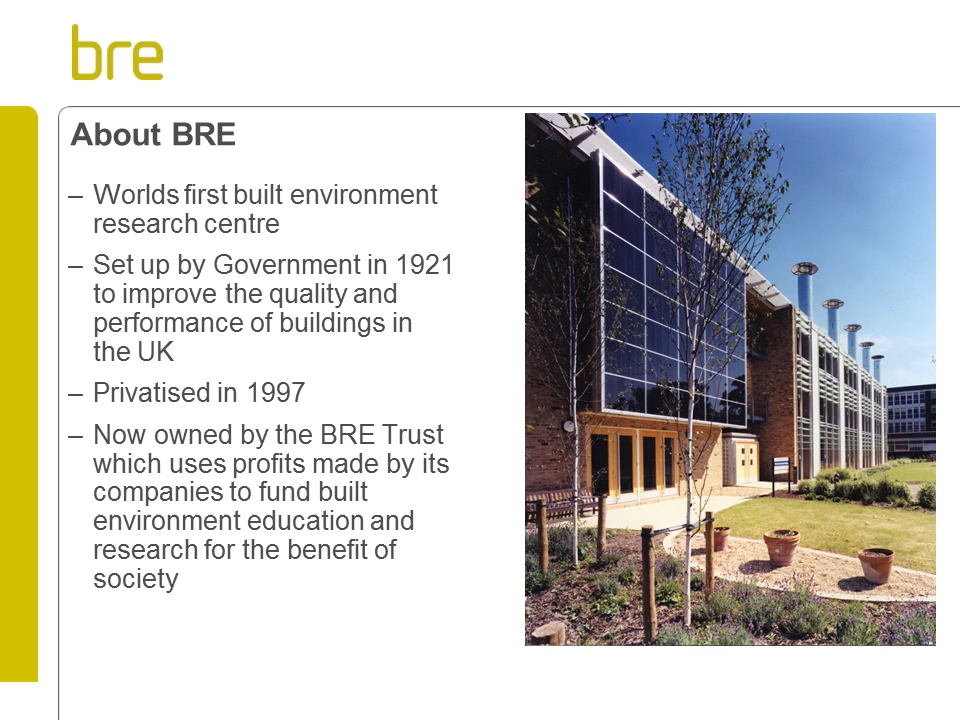 bre
About BRE
– Worlds first built environment
research centre
– Set up by Government in 1921
to improve the quality and
performance of buildings in
the UK
– Privatised in 1997
– Now owned by the BRE Trust
which uses profits made by its
companies to fund built
environment education and
research for the benefit of
society